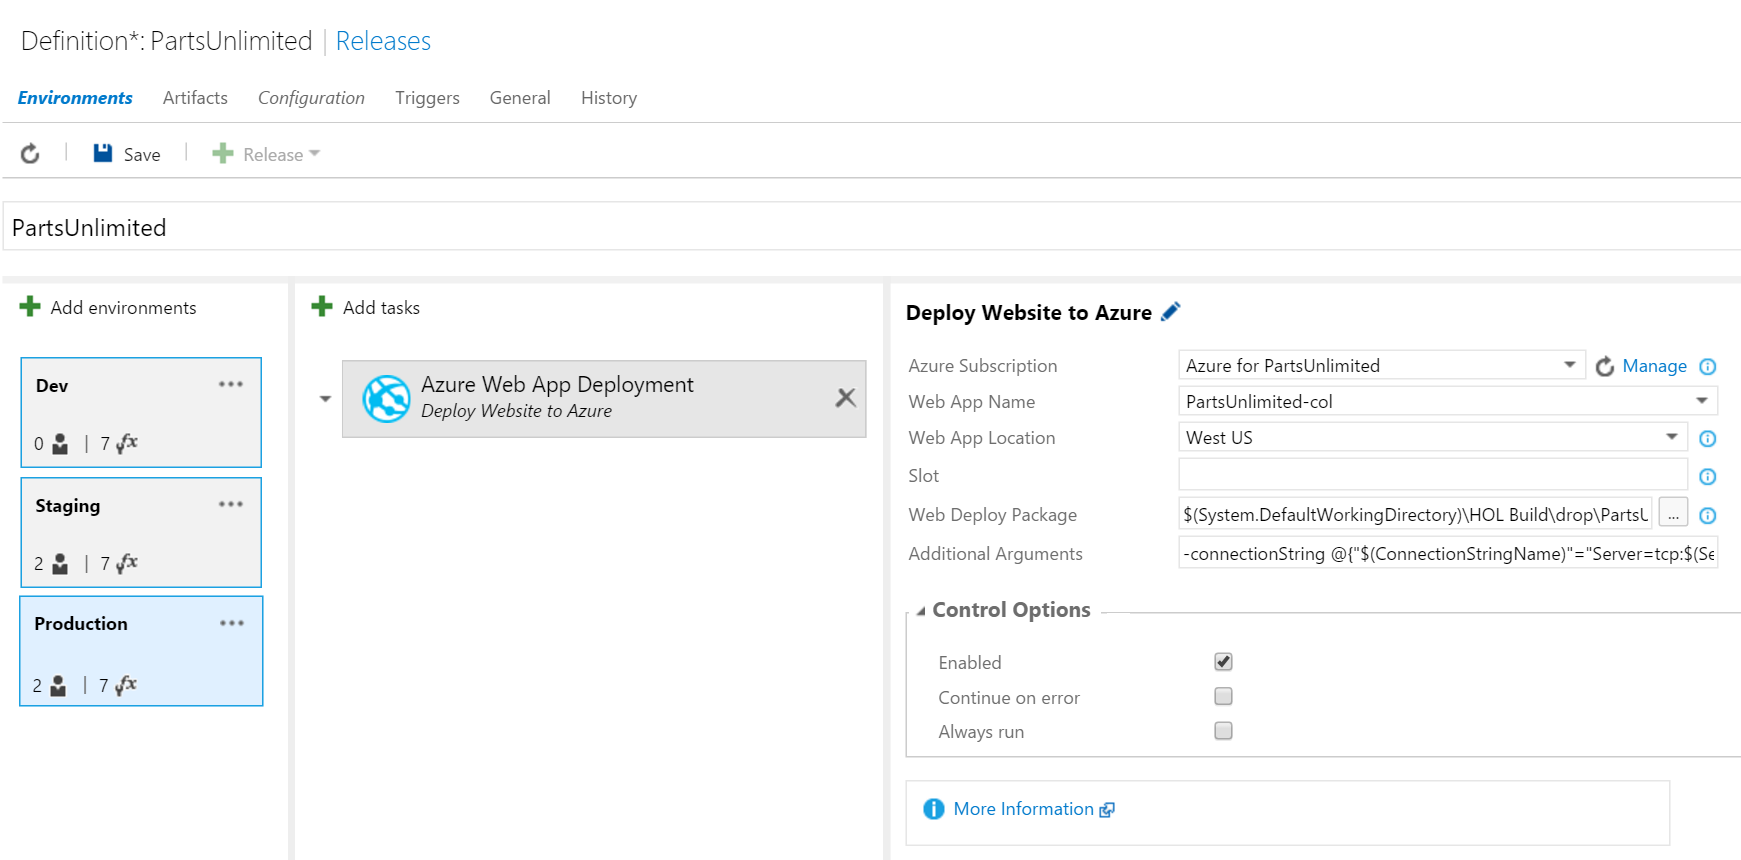 Definition*: PartsUnlimited | Releases
Environments Artifacts Configuration Triggers General History
Save Release
PartsUnlimited
Add environments
Dev ...
0 | 7 fx
Staging ...
2 | 7 fx
Production ...
2 | 7 fx
Add tasks
Azure Web App Deployment
Deploy Website to Azure
Deploy Website to Azure
Azure Subscription Azure for PartsUnlimited Manage
Web App Name PartsUnlimited-col
Web App Location West US
Slot
Web Deploy Package $(System.DefaultWorkingDirectory)\HOL Build\drop\PartsU ...
Additional Arguments -connectionString @{"$(ConnectionStringName)"="Server=tcp:$(Se
Control Options
Enabled
Continue on error
Always run
More Information